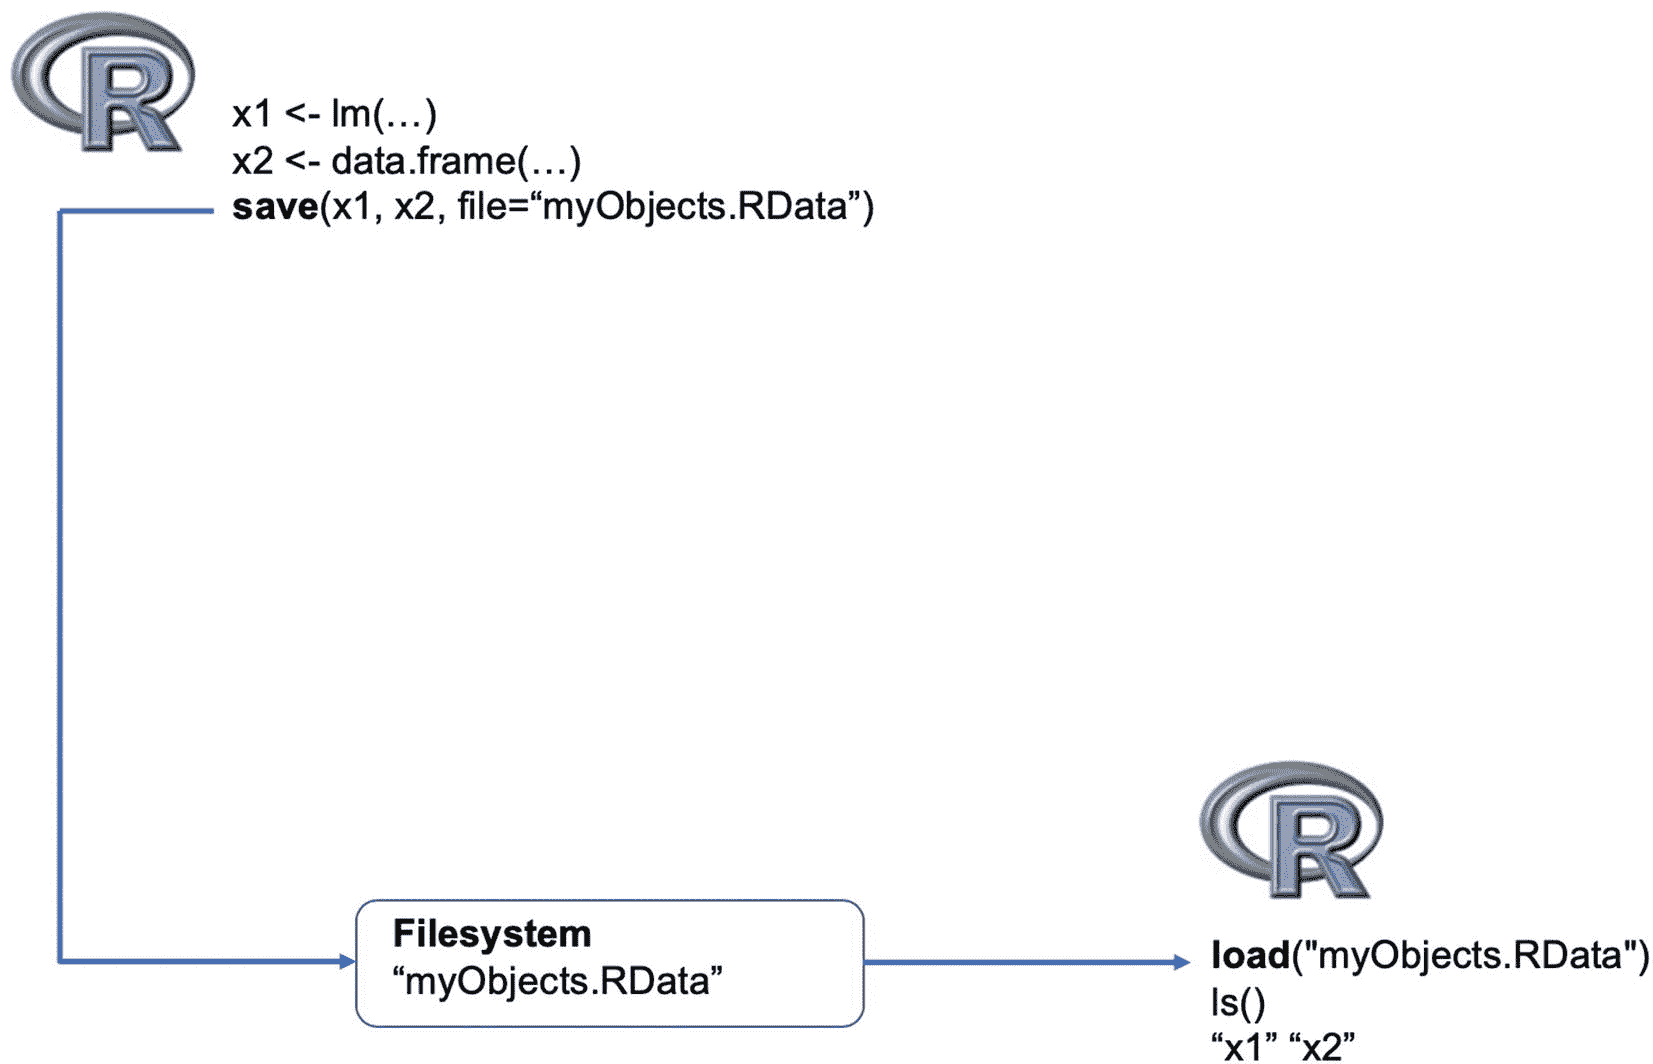 R
x1 <- lm(…)
x2 <- data.frame(…)
save(x1, x2, file=“myObjects.RData”)
R
Filesystem
“myObjects.RData”
load("myObjects.RData")
ls()
“x1” “x2”